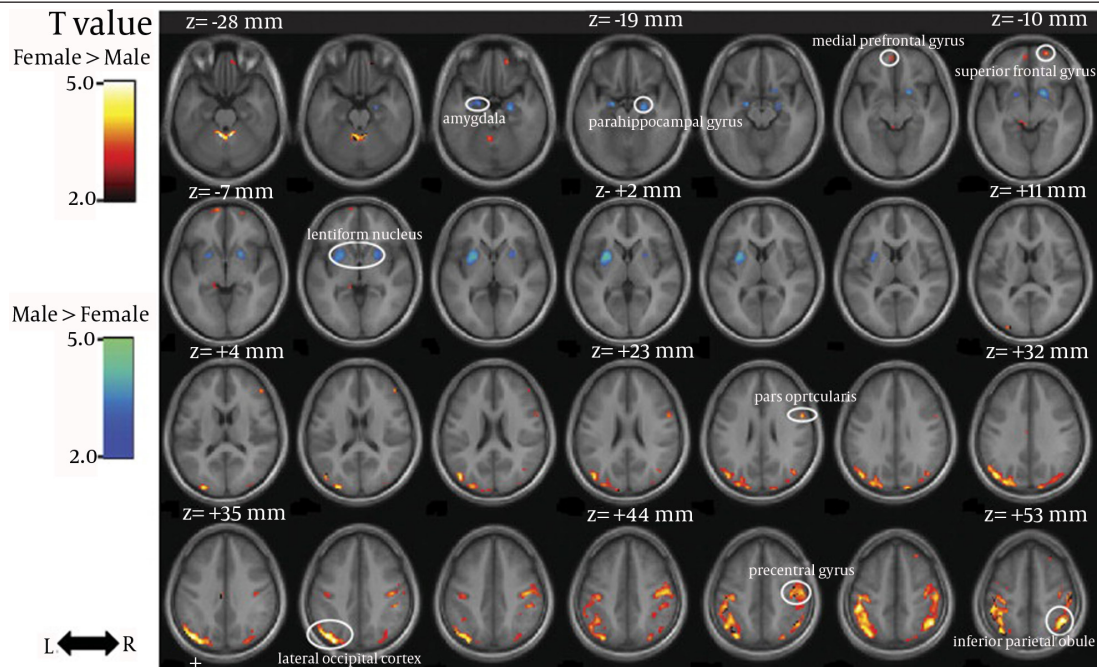 T value
Female > Male
5.0
2.0
Male > Female
5.0
2.0
L R
z= -28 mm
z= -19 mm
z= -10 mm
medial prefrontal gyrus
superior frontal gyrus
amygdala
parahippocampal gyrus
z= -7 mm
z- +2 mm
z= +11 mm
lentiform nucleus
z= +4 mm
z= +23 mm
z= +32 mm
pars oprtcularis
z= +35 mm
z= +44 mm
z= +53 mm
precentral gyrus
lateral occipital cortex
inferior parietal obule
+